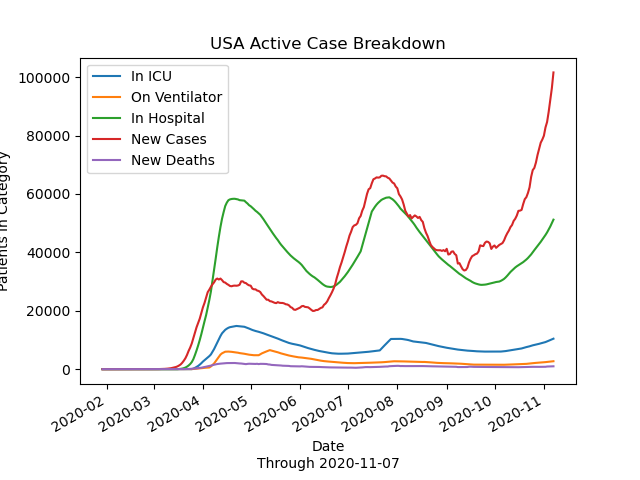 USA Active Case Breakdown
In ICU
On Ventilator
In Hospital
New Cases
New Deaths
100000
80000
60000
40000
20000
0
Patients in Category
2020-02
2020-03
2020-04
2020-05
2020-06
2020-07
2020-08
2020-09
2020-10
2020-11
Date
Through 2020-11-07